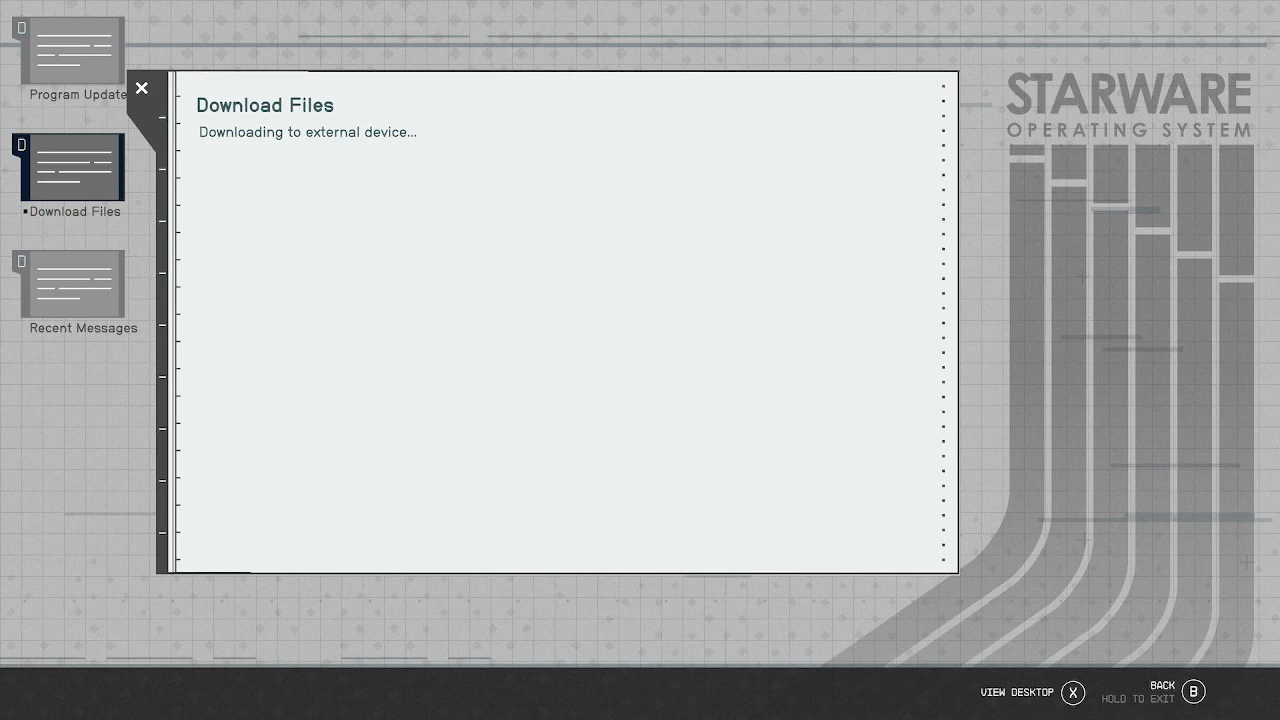 D
Program Update
D
Download Files
D
Recent Messages
×
Download Files
Downloading to external device...
STARWARE
OPERATING SYSTEM
VIEW DESKTOP X
BACK
HOLD TO EXIT B